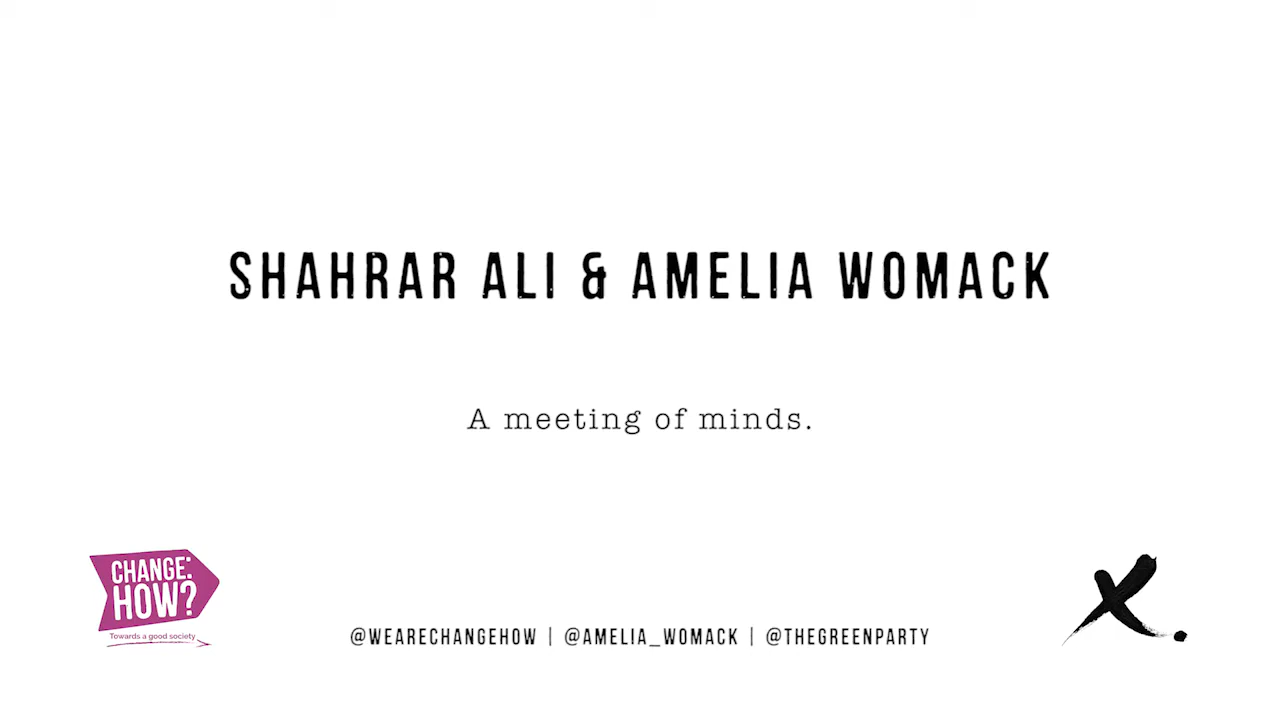 SHAHRAR ALI & AMELIA WOMACK
A meeting of minds.
CHANGE:
HOW?
Towards a good society
@WEARECHANGEHOW | @AMELIA_WOMACK | @THEGREENPARTY
X.